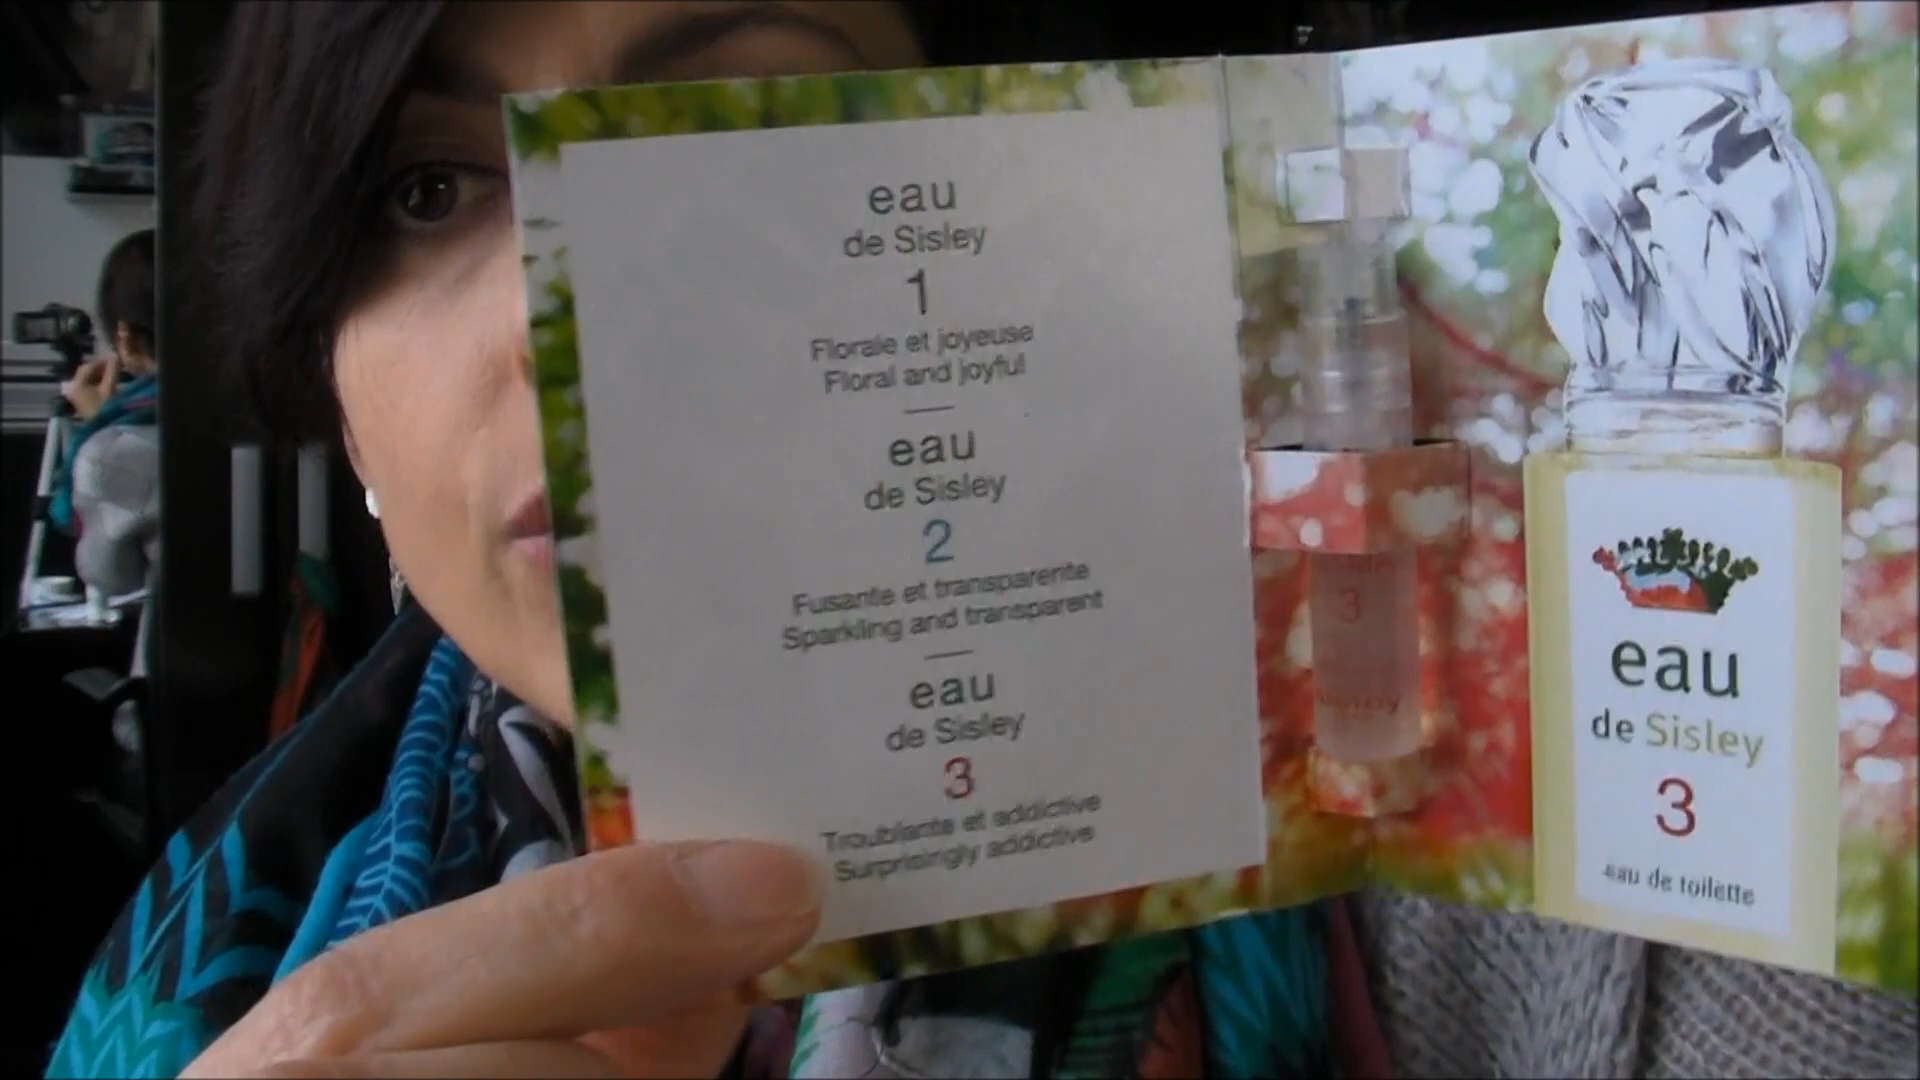 eau
de Sisley
1
Florale et joyeuse
Floral and joyful
eau
de Sisley
2
Fusante et transparente
Sparkling and transparent
eau
de Sisley
3
Troublante et addictive
Surprisingly addictive
3
eau
de Sisley
3
eau de toilette